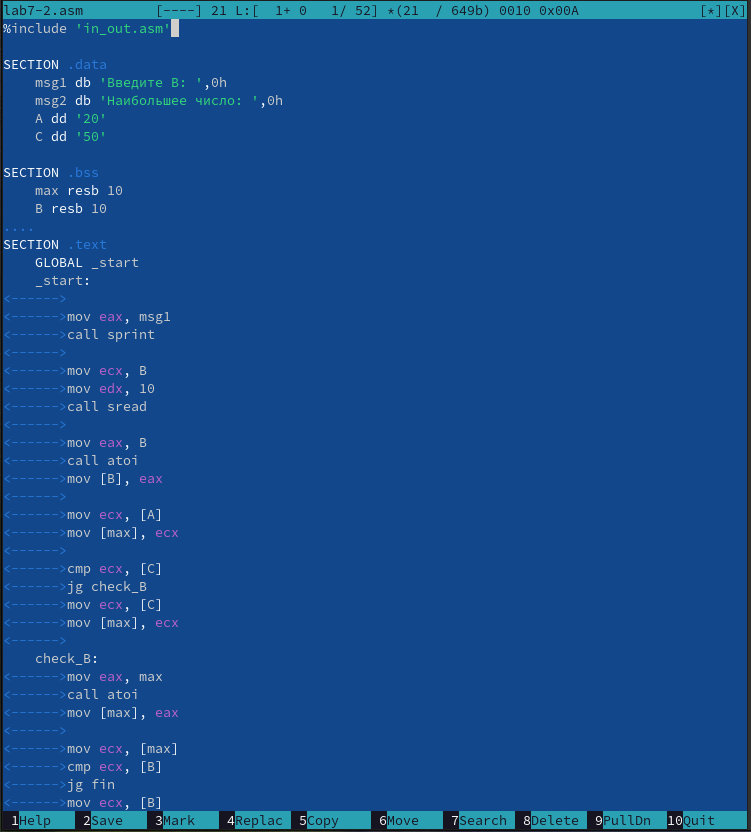 lab7-2.asm [----] 21 L:[ 1+ 0 1/ 52] *(21 / 649b) 0010 0x00A [*][X]
%include 'in_out.asm'
SECTION .data
msg1 db 'Введите B: ',0h
msg2 db 'Наибольшее число: ',0h
A dd '20'
C dd '50'
SECTION .bss
max resb 10
B resb 10
....
SECTION .text
GLOBAL _start
_start:
<------>
<------>mov eax, msg1
<------>call sprint
<------>
<------>mov ecx, B
<------>mov edx, 10
<------>call sread
<------>
<------>mov eax, B
<------>call atoi
<------>mov [B], eax
<------>
<------>mov ecx, [A]
<------>mov [max], ecx
<------>
<------>cmp ecx, [C]
<------>jg check_B
<------>mov ecx, [C]
<------>mov [max], ecx
<------>
check_B:
<------>mov eax, max
<------>call atoi
<------>mov [max], eax
<------>
<------>mov ecx, [max]
<------>cmp ecx, [B]
<------>jg fin
<------>mov ecx, [B]
1Help 2Save 3Mark 4Replac 5Copy 6Move 7Search 8Delete 9PullDn 10Quit